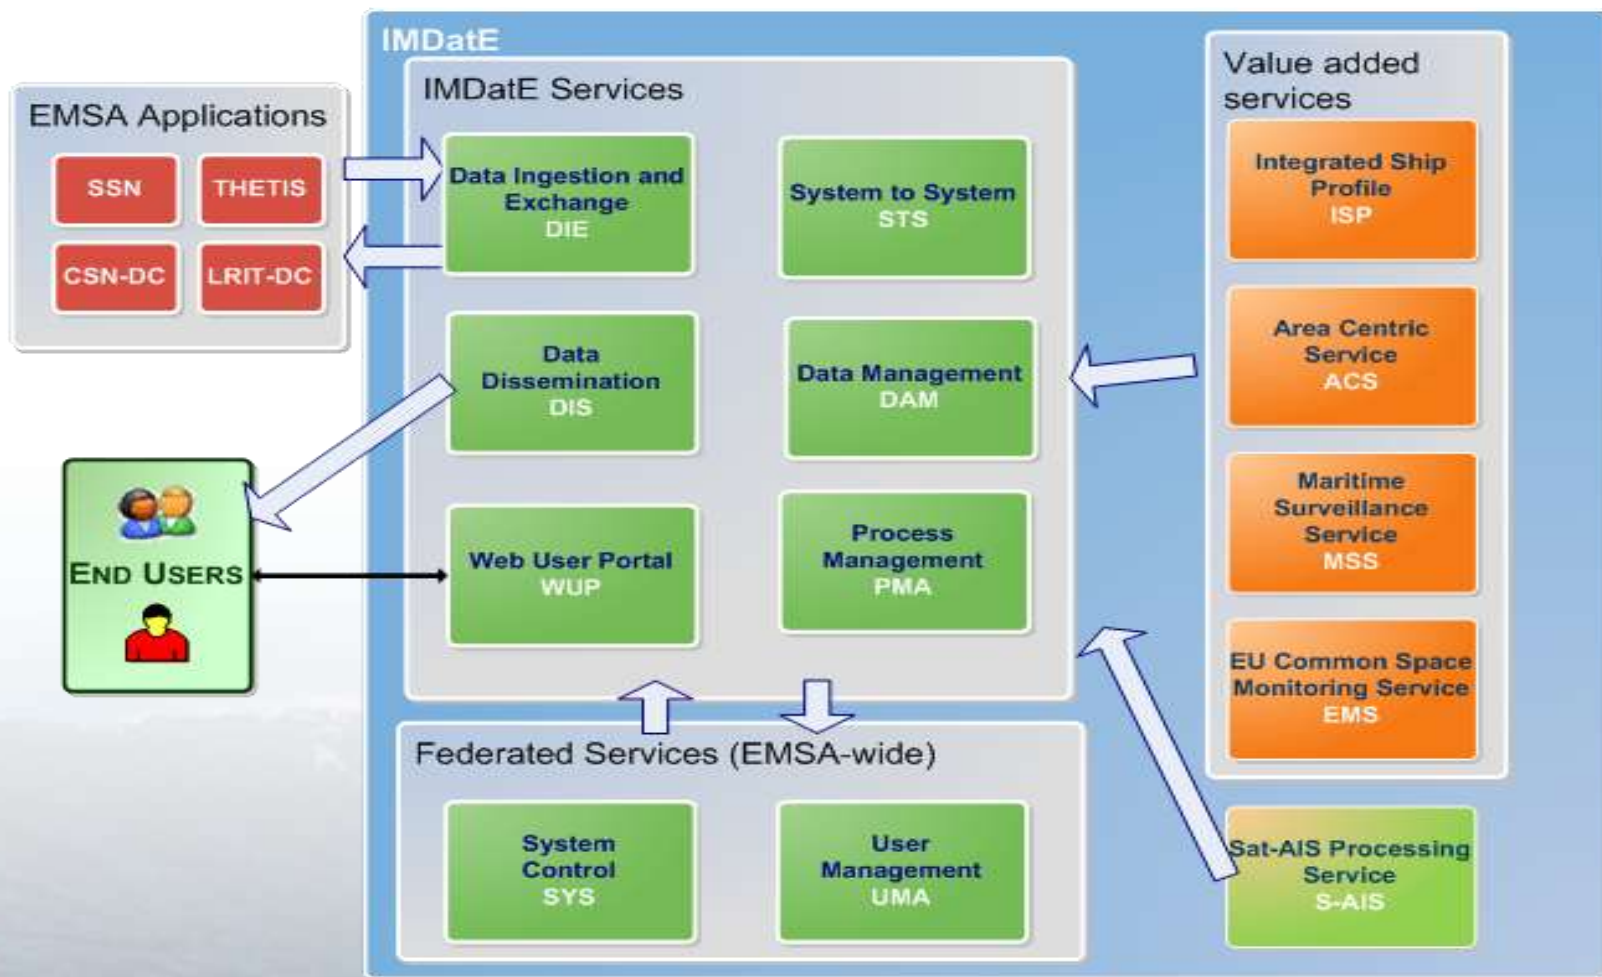 IMDatE
EMSA Applications
SSN
THETIS
CSN-DC
LRIT-DC
END USERS
IMDatE Services
Data Ingestion and
Exchange
DIE
System to System
STS
Data
Dissemination
DIS
Data Management
DAM
Web User Portal
WUP
Process
Management
PMA
Federated Services (EMSA-wide)
System
Control
SYS
User
Management
UMA
Value added
services
Integrated Ship
Profile
ISP
Area Centric
Service
ACS
Maritime
Surveillance
Service
MSS
EU Common Space
Monitoring Service
EMS
Sat-AIS Processing
Service
S-AIS